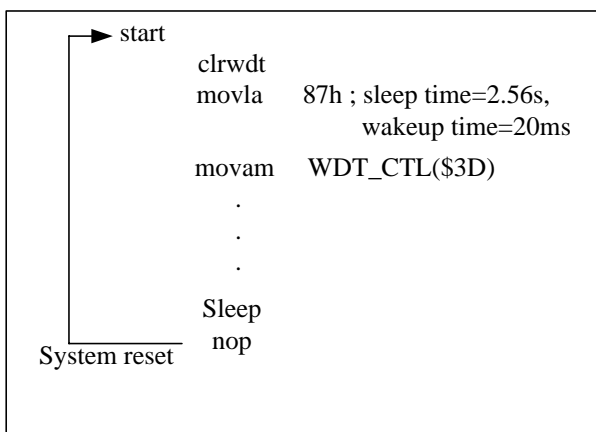 start
clrwdt
movla 87h ; sleep time=2.56s,
wakeup time=20ms
movam WDT_CTL($3D)
.
.
.
Sleep
nop
System reset